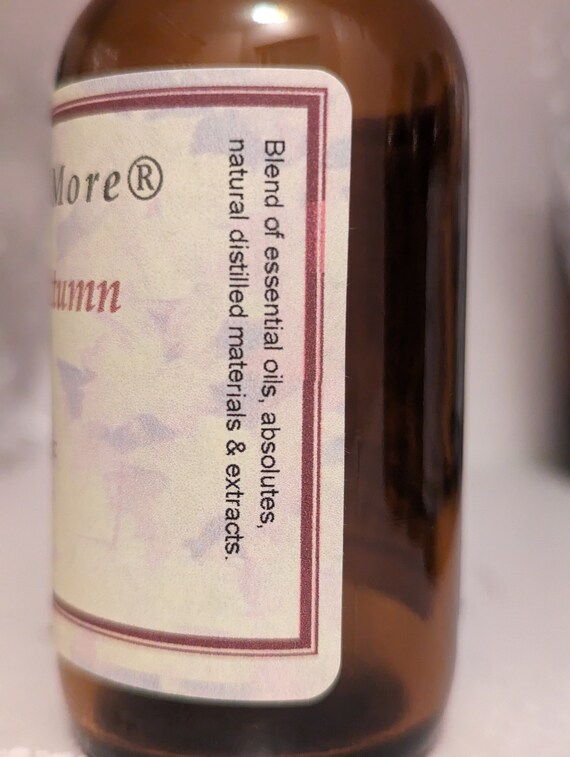 More®
tumn
Blend of essential oils, absolutes,
natural distilled materials & extracts.